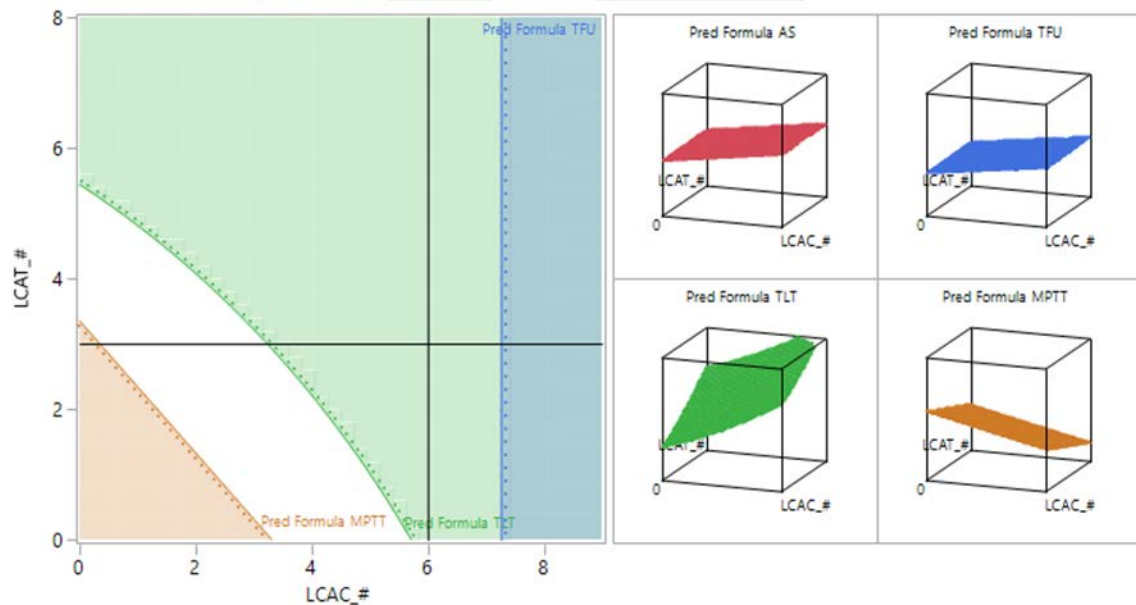 8
6
4
2
0
LCAT_#
0
2
4
6
8
LCAC_#
Pred Formula TFU
Pred Formula MPTT
Pred Formula TLT
Pred Formula AS
LCAT_#
0
LCAC_#
Pred Formula TFU
LCAT_#
0
LCAC_#
Pred Formula TLT
LCAT_#
0
LCAC_#
Pred Formula MPTT
LCAT_#
0
LCAC_#